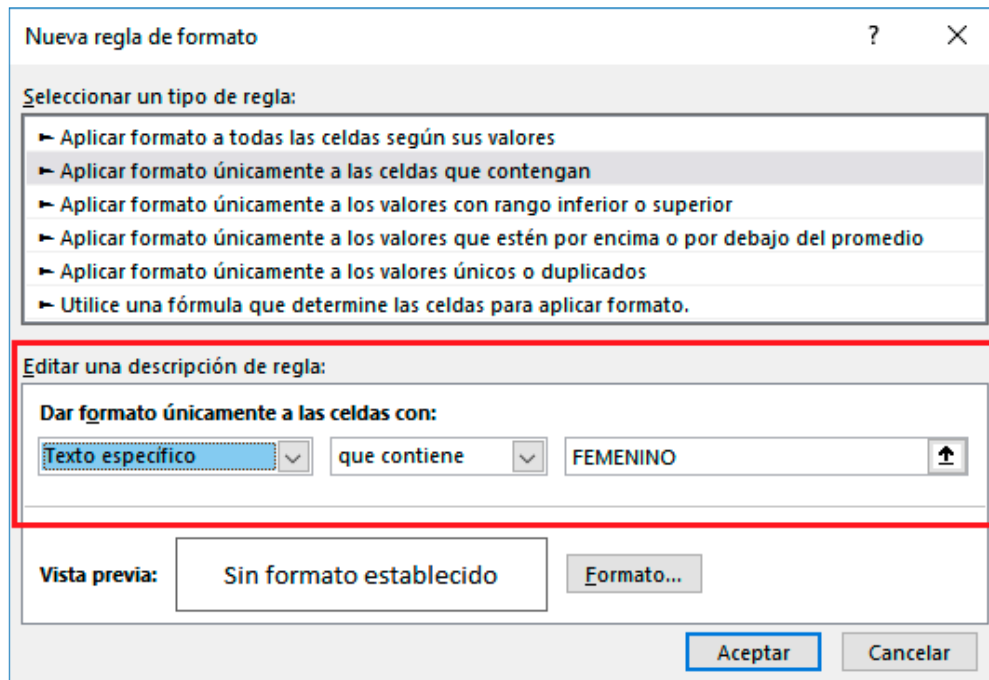 Nueva regla de formato ?
Seleccionar un tipo de regla:
Aplicar formato a todas las celdas según sus valores
Aplicar formato únicamente a las celdas que contengan
Aplicar formato únicamente a los valores con rango inferior o superior
Aplicar formato únicamente a los valores que estén por encima o por debajo del promedio
Aplicar formato únicamente a los valores únicos o duplicados
Utilice una fórmula que determine las celdas para aplicar formato.
Editar una descripción de regla:
Dar formato únicamente a las celdas con:
Texto específico que contiene FEMENINO
Vista previa: Sin formato establecido Formato...
Aceptar Cancelar